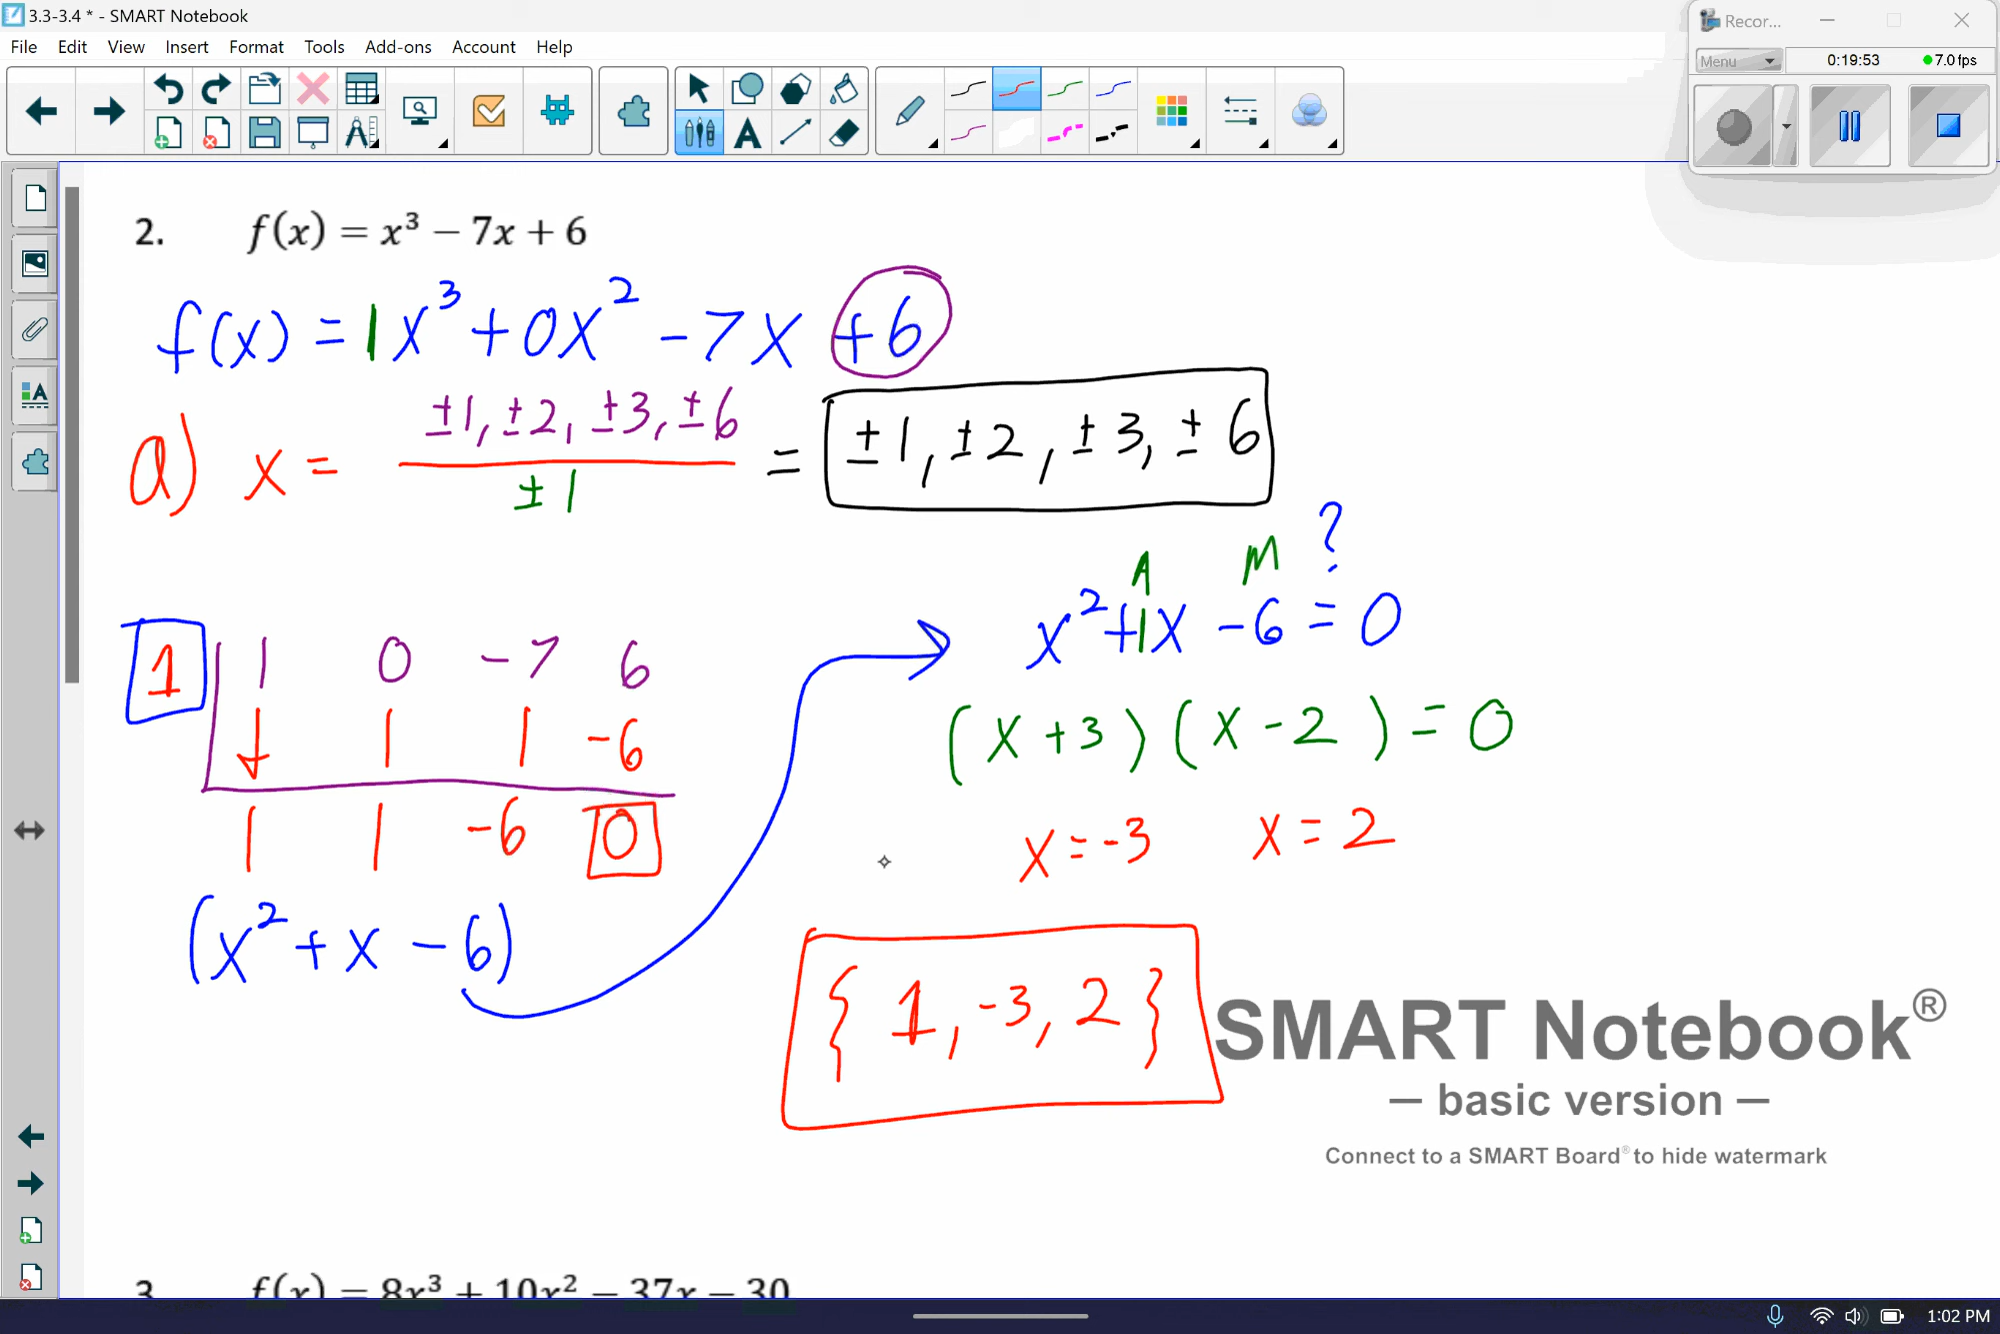 3.3-3.4 * - SMART Notebook
File Edit View Insert Format Tools Add-ons Account Help
Recor...
Menu 0:19:53 7.0fps
2. f(x) = x³ − 7x + 6
f(x) = 1x³ + 0x² - 7x + 6
a) x = ±1, ±2, ±3, ±6 / ±1 = ±1, ±2, ±3, ±6
?
A M
x² + 1x - 6 = 0
1 1 0 -7 6
1 1 -6
1 1 -6 0
(x + 3)(x - 2) = 0
x = -3 x = 2
(x² + x - 6)
{ 1, -3, 2 }
SMART Notebook®
— basic version —
Connect to a SMART Board® to hide watermark
3. f(x) = 8x³ + 10x² − 37x − 30
1:02 PM